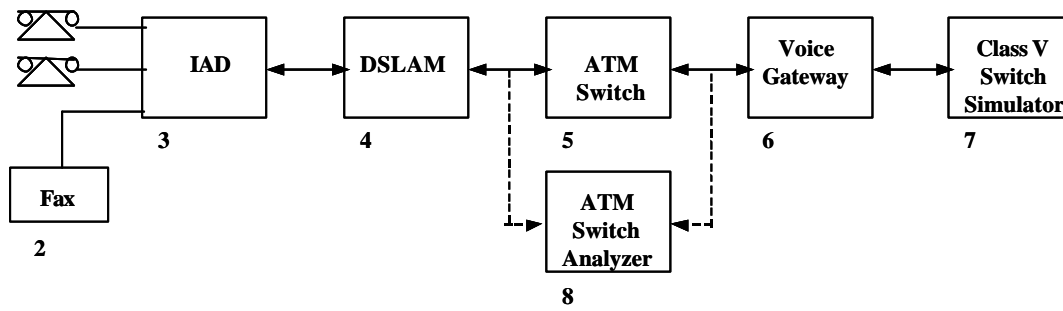 IAD
3
DSLAM
4
ATM
Switch
5
Voice
Gateway
6
Class V
Switch
Simulator
7
Fax
2
ATM
Switch
Analyzer
8